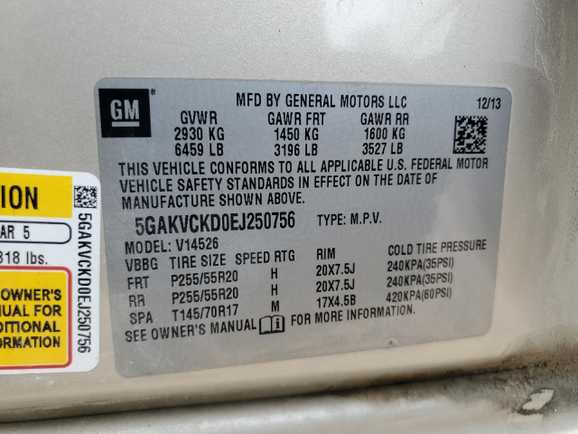 GM
MFD BY GENERAL MOTORS LLC 12/13
GVWR GAWR FRT GAWR RR
2930 KG 1450 KG 1600 KG
6459 LB 3196 LB 3527 LB
THIS VEHICLE CONFORMS TO ALL APPLICABLE U.S. FEDERAL MOTOR
VEHICLE SAFETY STANDARDS IN EFFECT ON THE DATE OF
MANUFACTURE SHOWN ABOVE.
5GAKVCKD0EJ250756 TYPE: M.P.V.
MODEL: V14526
VBBG TIRE SIZE SPEED RTG RIM COLD TIRE PRESSURE
FRT P255/55R20 H 20X7.5J 240KPA(35PSI)
RR P255/55R20 H 20X7.5J 240KPA(35PSI)
SPA T145/70R17 M 17X4.5B 420KPA(60PSI)
SEE OWNER'S MANUAL FOR MORE INFORMATION.
TION
AR 5
318 lbs.
OWNER'S
NUAL FOR
DITIONAL
ORMATION
5GAKVCKD0EJ250756